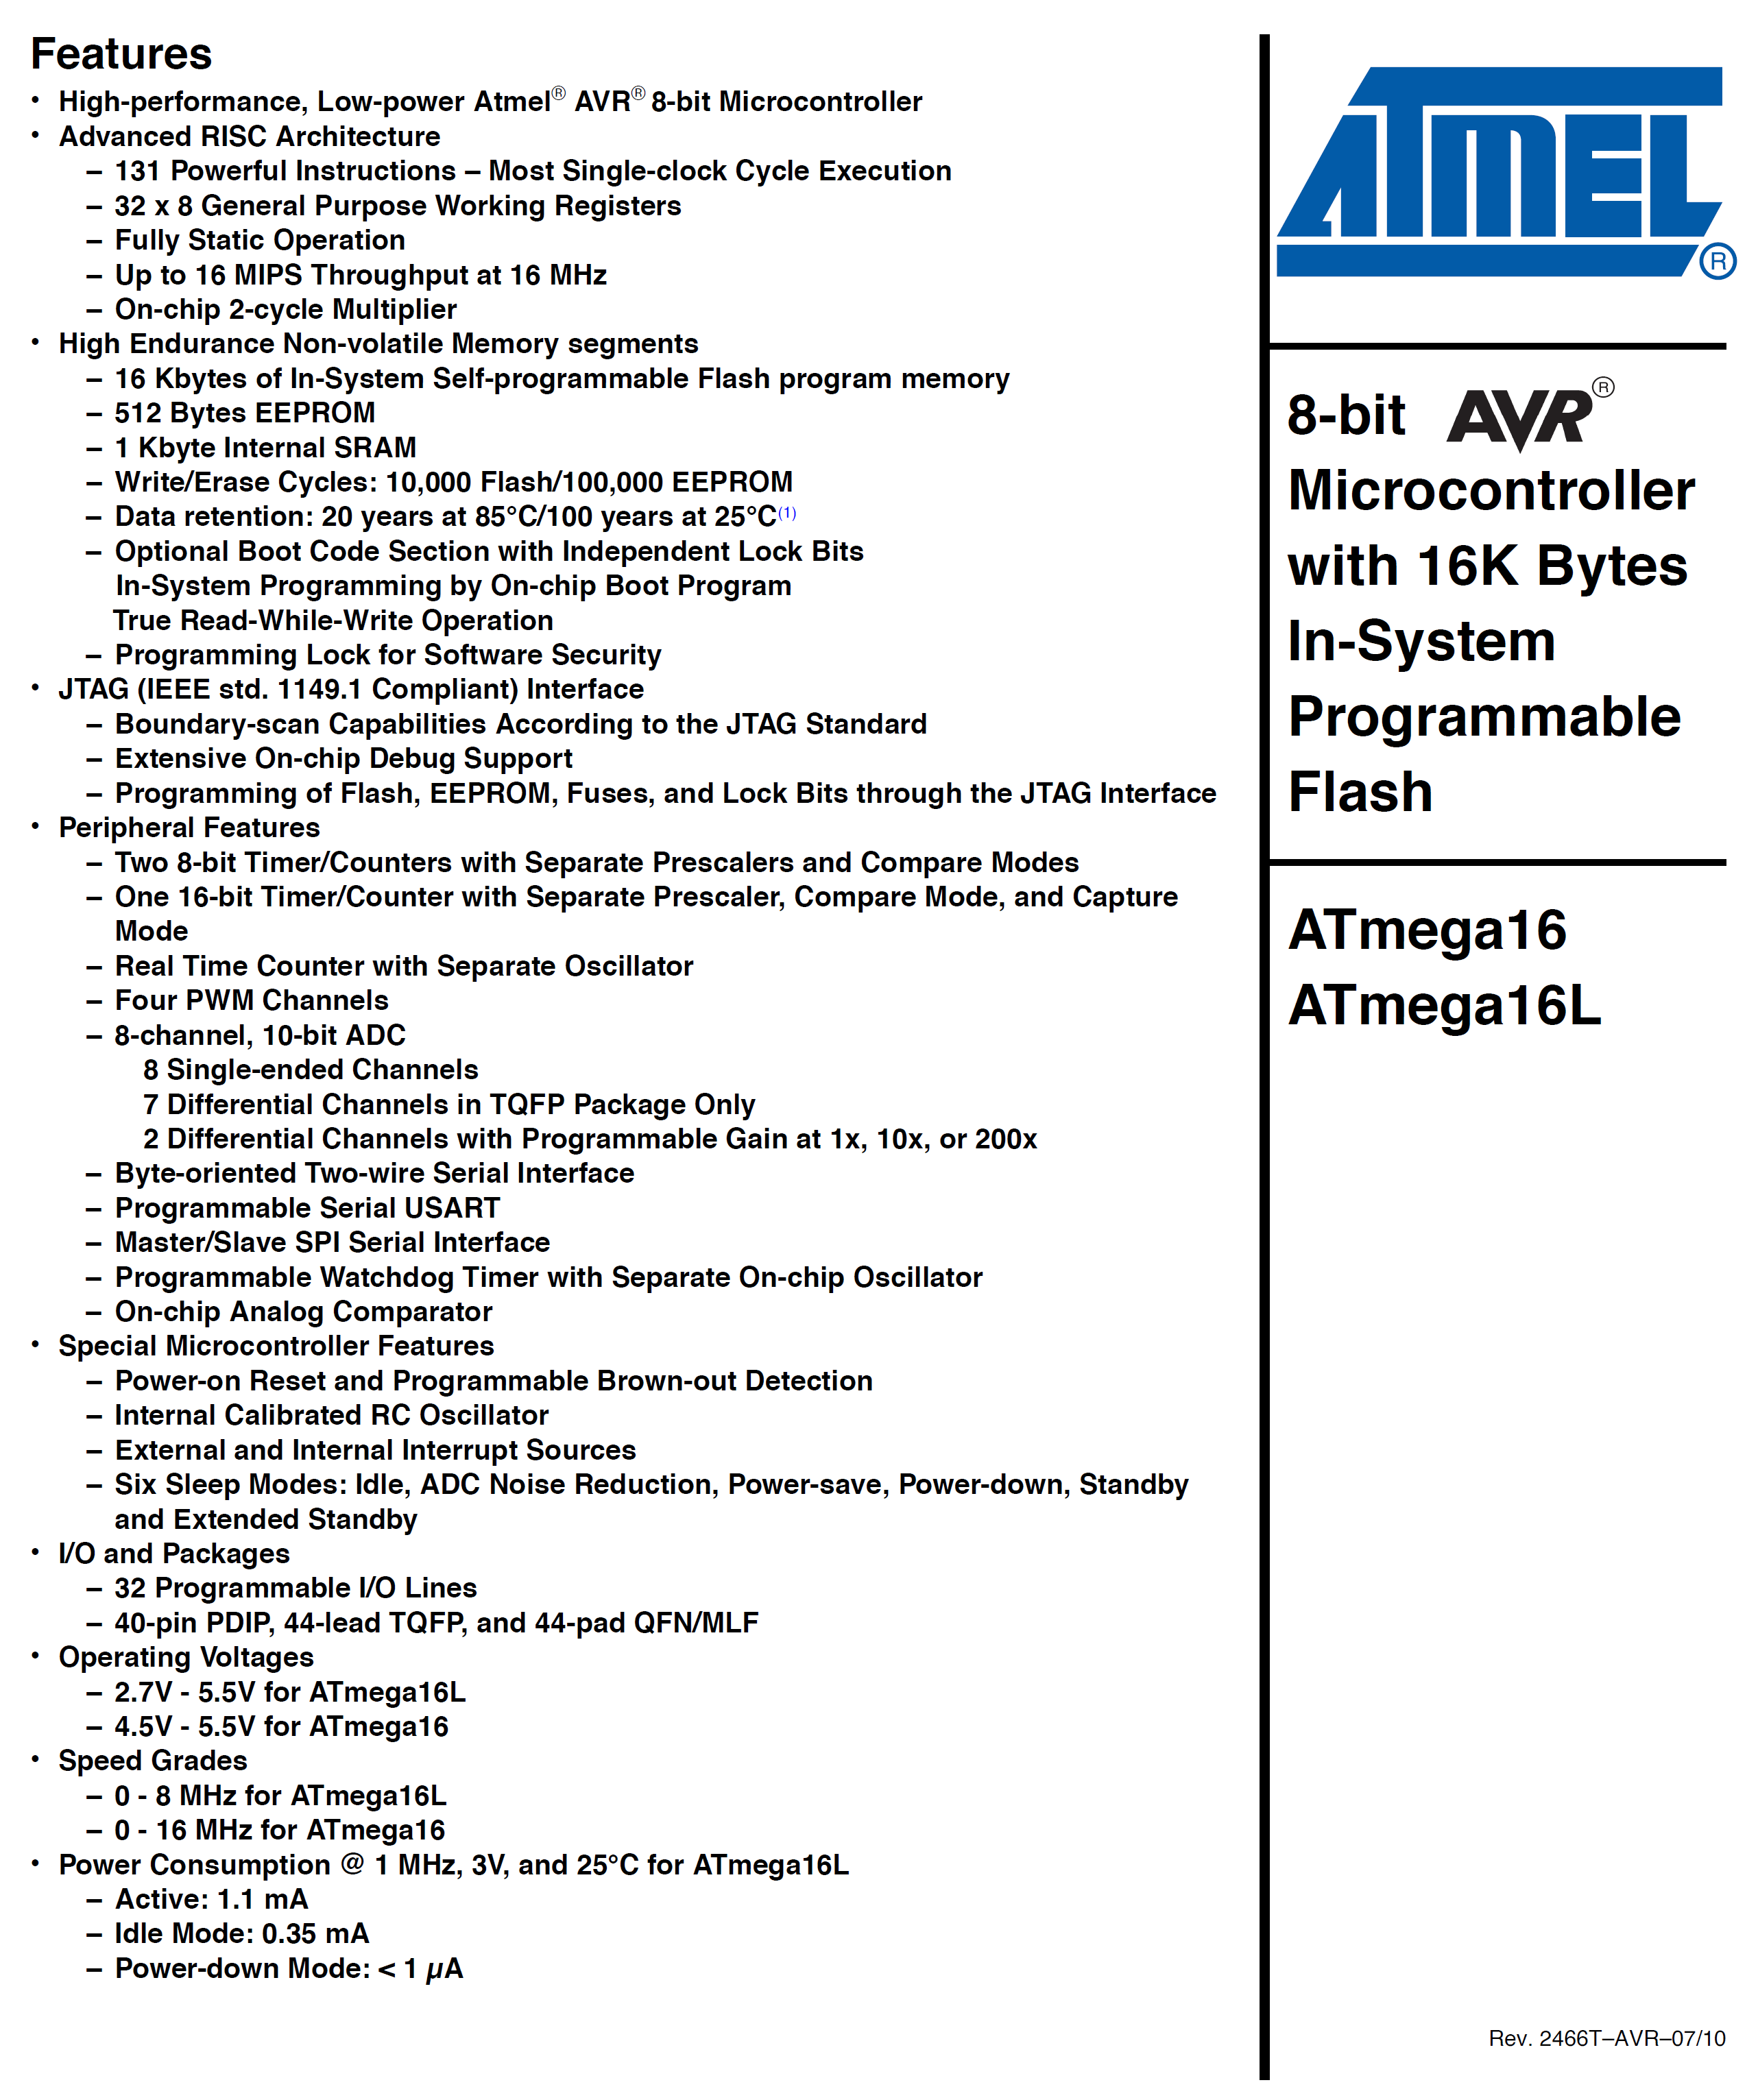 Features
• High-performance, Low-power Atmel® AVR® 8-bit Microcontroller
• Advanced RISC Architecture
– 131 Powerful Instructions – Most Single-clock Cycle Execution
– 32 x 8 General Purpose Working Registers
– Fully Static Operation
– Up to 16 MIPS Throughput at 16 MHz
– On-chip 2-cycle Multiplier
• High Endurance Non-volatile Memory segments
– 16 Kbytes of In-System Self-programmable Flash program memory
– 512 Bytes EEPROM
– 1 Kbyte Internal SRAM
– Write/Erase Cycles: 10,000 Flash/100,000 EEPROM
– Data retention: 20 years at 85°C/100 years at 25°C(1)
– Optional Boot Code Section with Independent Lock Bits
In-System Programming by On-chip Boot Program
True Read-While-Write Operation
– Programming Lock for Software Security
• JTAG (IEEE std. 1149.1 Compliant) Interface
– Boundary-scan Capabilities According to the JTAG Standard
– Extensive On-chip Debug Support
– Programming of Flash, EEPROM, Fuses, and Lock Bits through the JTAG Interface
• Peripheral Features
– Two 8-bit Timer/Counters with Separate Prescalers and Compare Modes
– One 16-bit Timer/Counter with Separate Prescaler, Compare Mode, and Capture
Mode
– Real Time Counter with Separate Oscillator
– Four PWM Channels
– 8-channel, 10-bit ADC
8 Single-ended Channels
7 Differential Channels in TQFP Package Only
2 Differential Channels with Programmable Gain at 1x, 10x, or 200x
– Byte-oriented Two-wire Serial Interface
– Programmable Serial USART
– Master/Slave SPI Serial Interface
– Programmable Watchdog Timer with Separate On-chip Oscillator
– On-chip Analog Comparator
• Special Microcontroller Features
– Power-on Reset and Programmable Brown-out Detection
– Internal Calibrated RC Oscillator
– External and Internal Interrupt Sources
– Six Sleep Modes: Idle, ADC Noise Reduction, Power-save, Power-down, Standby
and Extended Standby
• I/O and Packages
– 32 Programmable I/O Lines
– 40-pin PDIP, 44-lead TQFP, and 44-pad QFN/MLF
• Operating Voltages
– 2.7V - 5.5V for ATmega16L
– 4.5V - 5.5V for ATmega16
• Speed Grades
– 0 - 8 MHz for ATmega16L
– 0 - 16 MHz for ATmega16
• Power Consumption @ 1 MHz, 3V, and 25°C for ATmega16L
– Active: 1.1 mA
– Idle Mode: 0.35 mA
– Power-down Mode: < 1 µA
ATMEL®
8-bit AVR®
Microcontroller
with 16K Bytes
In-System
Programmable
Flash
ATmega16
ATmega16L
Rev. 2466T–AVR–07/10